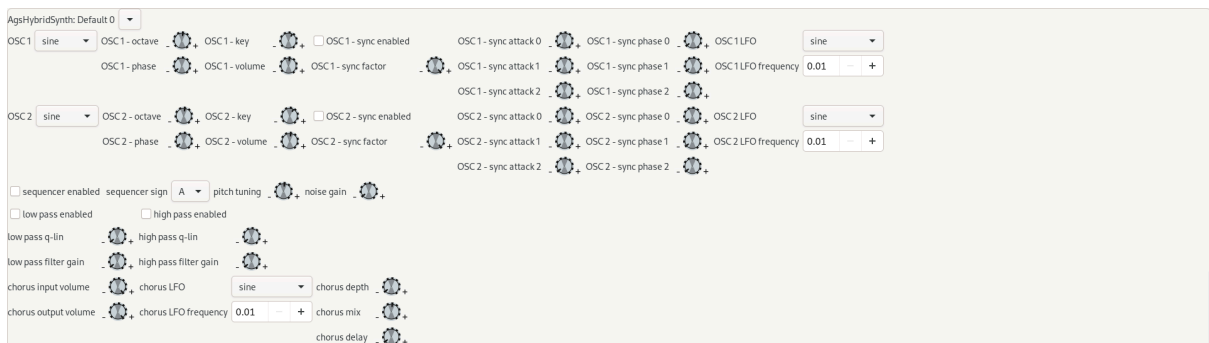 AgsHybridSynth: Default 0
OSC 1 sine OSC 1 - octave - + OSC 1 - key - + OSC 1 - sync enabled OSC 1 - sync attack 0 - + OSC 1 - sync phase 0 - + OSC 1 LFO sine
OSC 1 - phase - + OSC 1 - volume - + OSC 1 - sync factor - + OSC 1 - sync attack 1 - + OSC 1 - sync phase 1 - + OSC 1 LFO frequency 0.01 - +
OSC 1 - sync attack 2 - + OSC 1 - sync phase 2 - +
OSC 2 sine OSC 2 - octave - + OSC 2 - key - + OSC 2 - sync enabled OSC 2 - sync attack 0 - + OSC 2 - sync phase 0 - + OSC 2 LFO sine
OSC 2 - phase - + OSC 2 - volume - + OSC 2 - sync factor - + OSC 2 - sync attack 1 - + OSC 2 - sync phase 1 - + OSC 2 LFO frequency 0.01 - +
OSC 2 - sync attack 2 - + OSC 2 - sync phase 2 - +
sequencer enabled sequencer sign A pitch tuning - + noise gain - +
low pass enabled high pass enabled
low pass q-lin - + high pass q-lin - +
low pass filter gain - + high pass filter gain - +
chorus input volume - + chorus LFO sine chorus depth - +
chorus output volume - + chorus LFO frequency 0.01 - + chorus mix - +
chorus delay - +